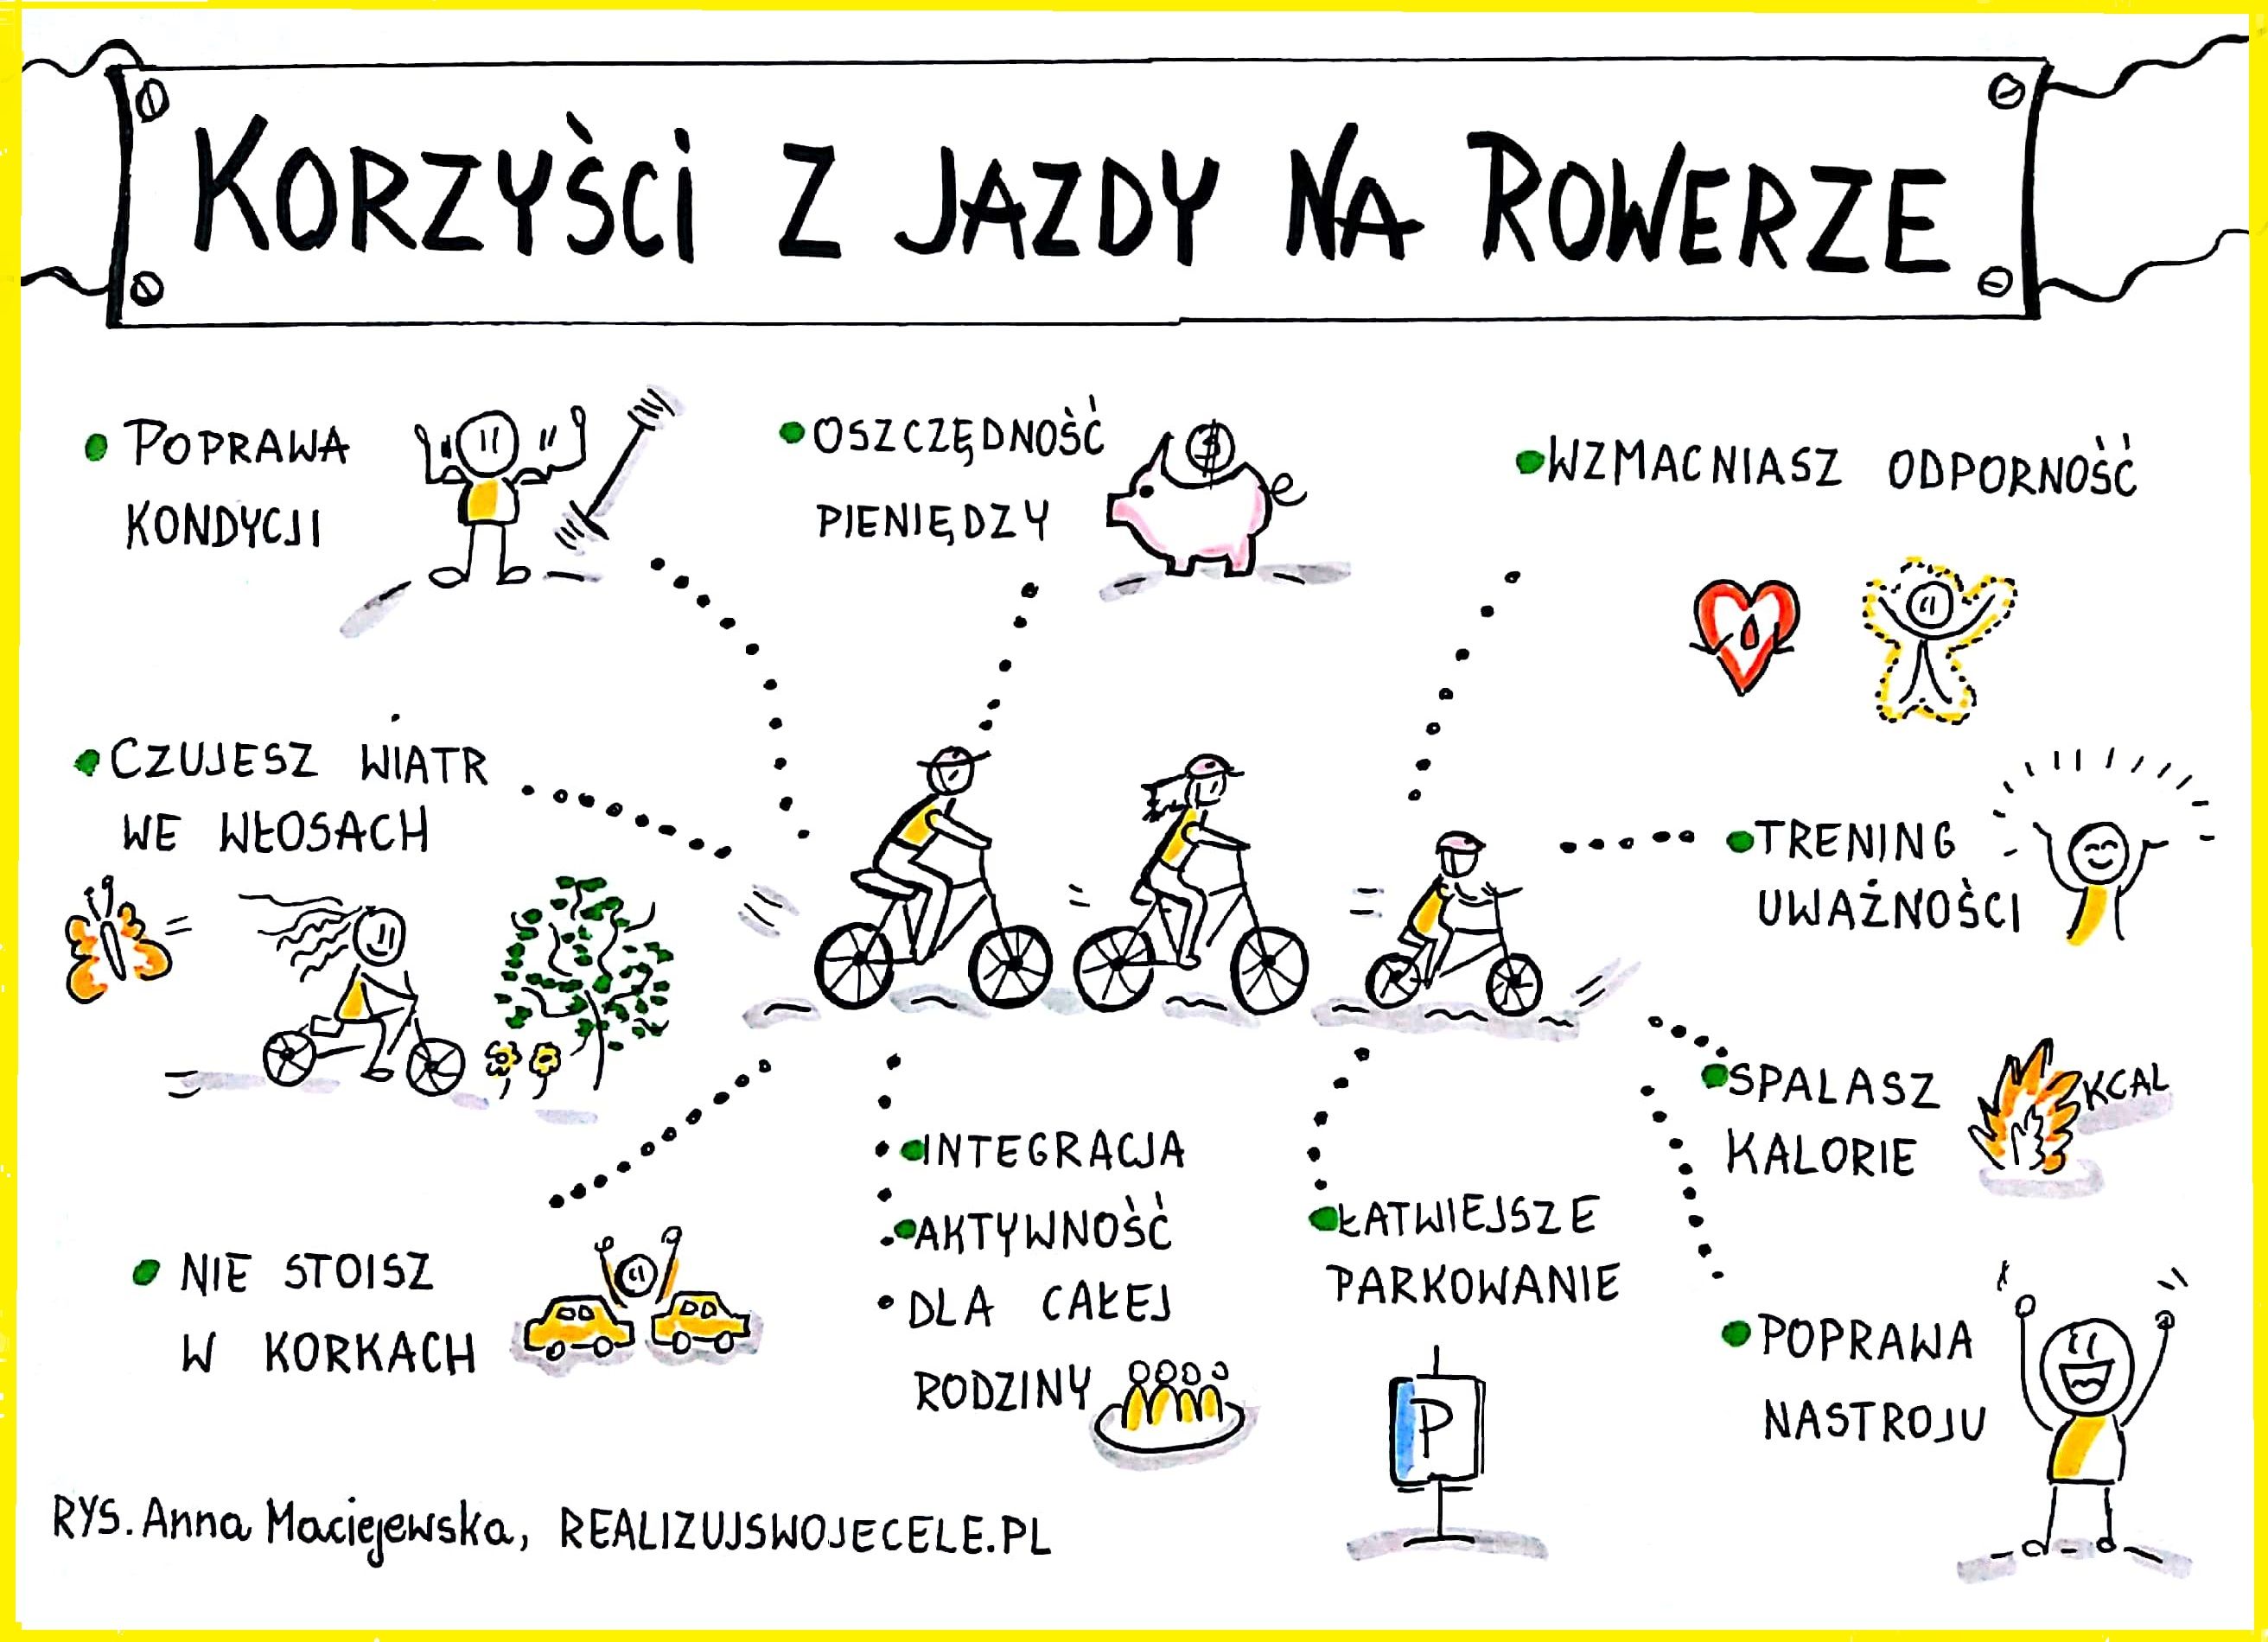 KORZYŚCI Z JAZDY NA ROWERZE
• POPRAWA
KONDYCJI
• OSZCZĘDNOŚĆ
PIENIĘDZY
$
• WZMACNIASZ ODPORNOŚĆ
• CZUJESZ WIATR
WE WŁOSACH
• TRENING
UWAŻNOŚCI
• SPALASZ
KALORIE
KCAL
• NIE STOISZ
W KORKACH
• INTEGRACJA
• AKTYWNOŚĆ
DLA CAŁEJ
RODZINY
• ŁATWIEJSZE
PARKOWANIE
P
• POPRAWA
NASTROJU
RYS. Anna Maciejewska, REALIZUJSWOJECELE.PL